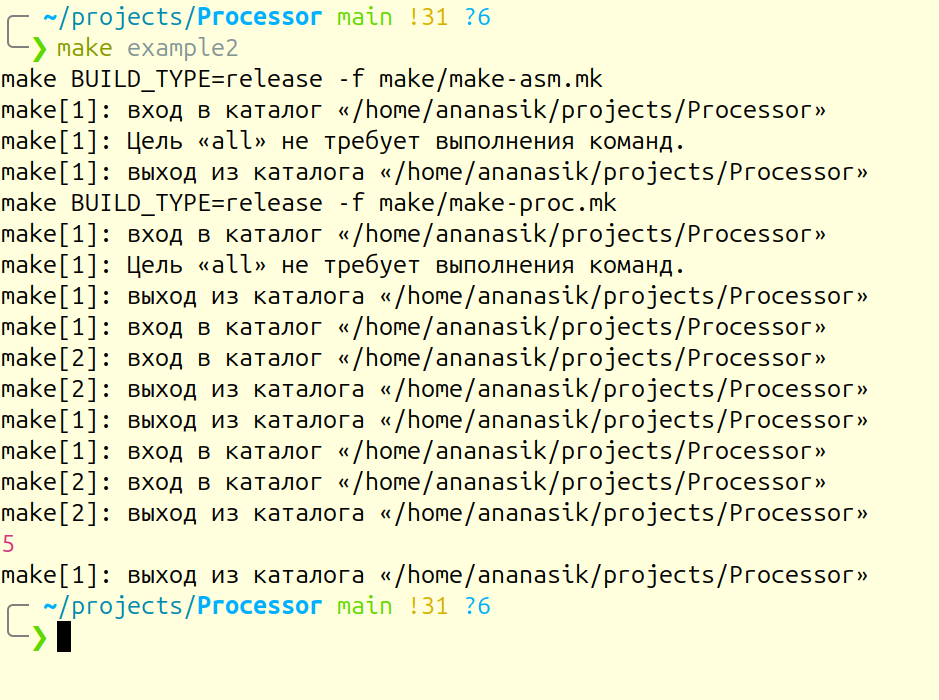 ~/projects/Processor main !31 ?6
❯ make example2
make BUILD_TYPE=release -f make/make-asm.mk
make[1]: вход в каталог «/home/ananasik/projects/Processor»
make[1]: Цель «all» не требует выполнения команд.
make[1]: выход из каталога «/home/ananasik/projects/Processor»
make BUILD_TYPE=release -f make/make-proc.mk
make[1]: вход в каталог «/home/ananasik/projects/Processor»
make[1]: Цель «all» не требует выполнения команд.
make[1]: выход из каталога «/home/ananasik/projects/Processor»
make[1]: вход в каталог «/home/ananasik/projects/Processor»
make[2]: вход в каталог «/home/ananasik/projects/Processor»
make[2]: выход из каталога «/home/ananasik/projects/Processor»
make[1]: выход из каталога «/home/ananasik/projects/Processor»
make[1]: вход в каталог «/home/ananasik/projects/Processor»
make[2]: вход в каталог «/home/ananasik/projects/Processor»
make[2]: выход из каталога «/home/ananasik/projects/Processor»
5
make[1]: выход из каталога «/home/ananasik/projects/Processor»
~/projects/Processor main !31 ?6
❯